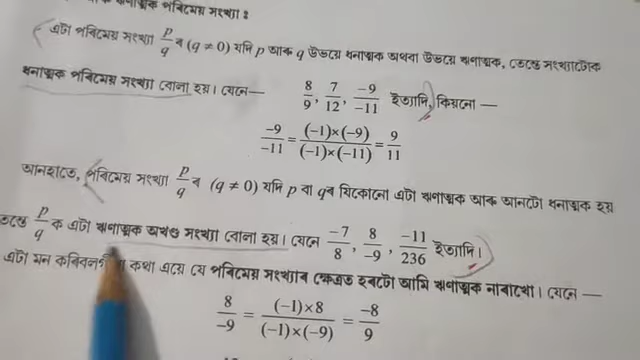 ধনাত্মক পৰিমেয় সংখ্যা :
এটা পৰিমেয় সংখ্যা p/q ৰ (q ≠ 0) যদি p আৰু q উভয়ে ধনাত্মক অথবা উভয়ে ঋণাত্মক, তেন্তে সংখ্যাটোক
ধনাত্মক পৰিমেয় সংখ্যা বোলা হয়। যেনে— 8/9, 7/12, -9/-11 ইত্যাদি, কিয়নো —
-9/-11 = (-1)×(-9)/(-1)×(-11) = 9/11
আনহাতে, পৰিমেয় সংখ্যা p/q ৰ (q ≠ 0) যদি p বা qৰ যিকোনো এটা ঋণাত্মক আৰু আনটো ধনাত্মক হয়
তেন্তে p/q ক এটা ঋণাত্মক অখণ্ড সংখ্যা বোলা হয়। যেনে -7/8, 8/-9, -11/236 ইত্যাদি।
এটা মন কৰিবলগীয়া কথা এয়ে যে পৰিমেয় সংখ্যাৰ ক্ষেত্ৰত হৰটো আমি ঋণাত্মক নাৰাখো। যেনে —
8/-9 = (-1)×8/(-1)×(-9) = -8/9